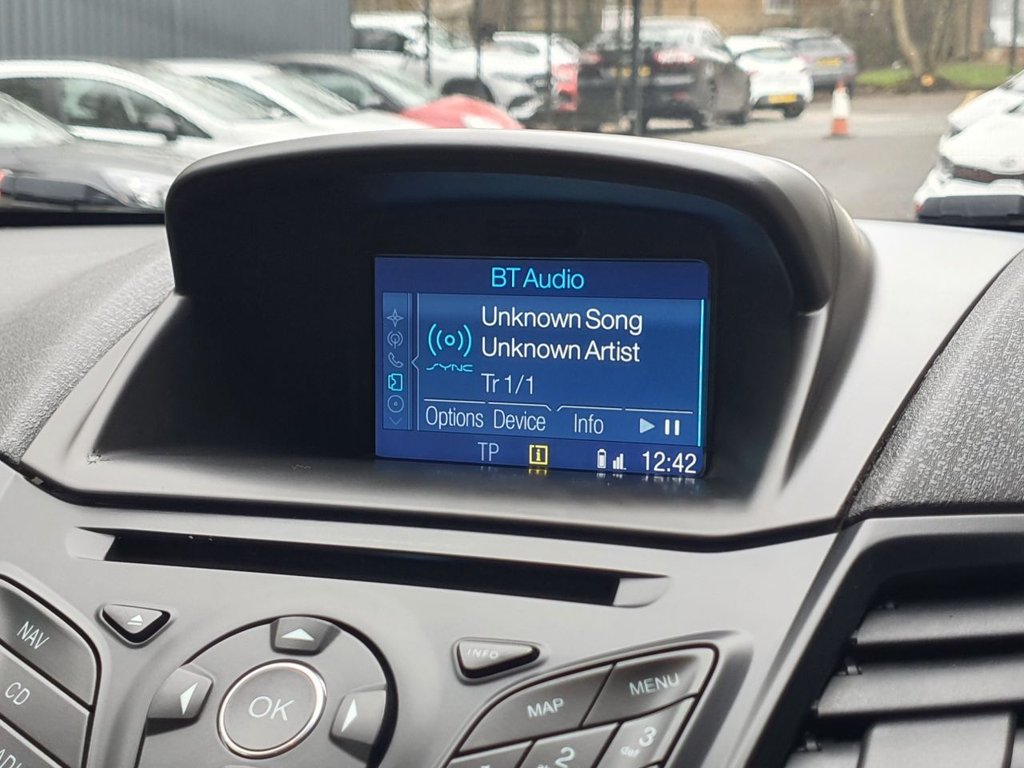 BT Audio
Unknown Song
Unknown Artist
SYNC
Tr 1/1
Options Device Info
TP i 12:42
NAV
INFO
OK
CD
MAP MENU
2
3 def